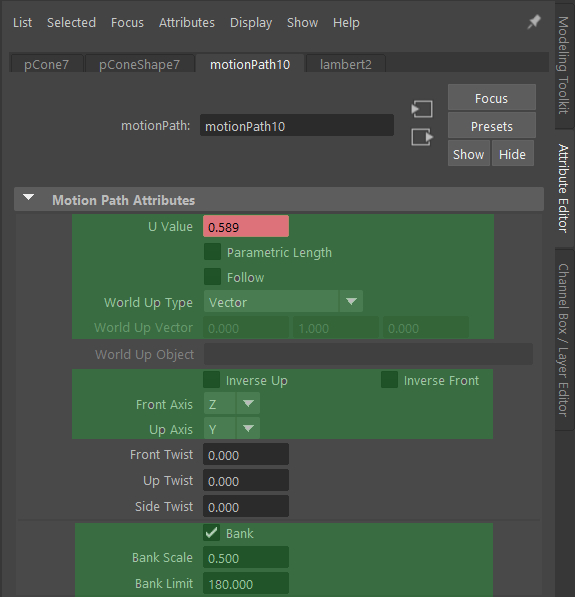 List Selected Focus Attributes Display Show Help
pCone7 pConeShape7 motionPath10 lambert2
motionPath: motionPath10
Focus
Presets
Show Hide
Motion Path Attributes
U Value 0.589
Parametric Length
Follow
World Up Type Vector
World Up Vector 0.000 1.000 0.000
World Up Object
Inverse Up Inverse Front
Front Axis Z
Up Axis Y
Front Twist 0.000
Up Twist 0.000
Side Twist 0.000
Bank
Bank Scale 0.500
Bank Limit 180.000
Modeling Toolkit
Attribute Editor
Channel Box / Layer Editor